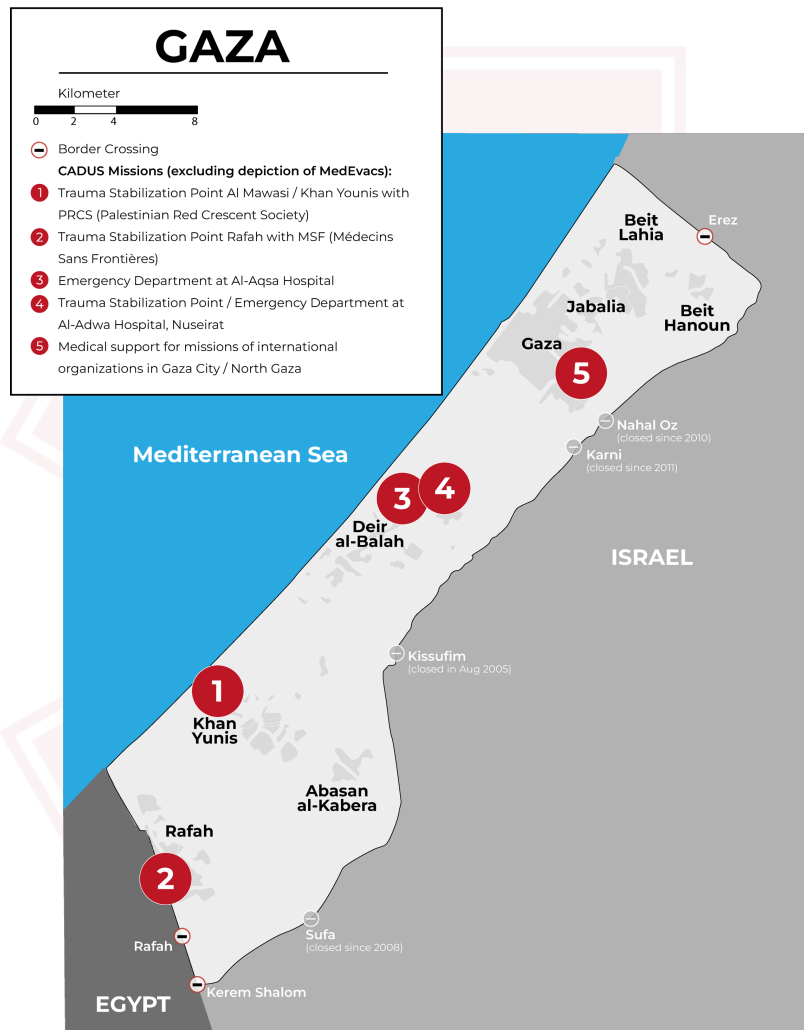 GAZA
Kilometer
0 2 4 8
Border Crossing
CADUS Missions (excluding depiction of MedEvacs):
1 Trauma Stabilization Point Al Mawasi / Khan Younis with
PRCS (Palestinian Red Crescent Society)
2 Trauma Stabilization Point Rafah with MSF (Médecins
Sans Frontières)
3 Emergency Department at Al-Aqsa Hospital
4 Trauma Stabilization Point / Emergency Department at
Al-Adwa Hospital, Nuseirat
5 Medical support for missions of international
organizations in Gaza City / North Gaza
Beit
Lahia
Erez
Jabalia
Beit
Hanoun
Gaza
5
Nahal Oz
(closed since 2010)
Karni
(closed since 2011)
Mediterranean Sea
3
4
Deir
al-Balah
ISRAEL
Kissufim
(closed in Aug 2005)
1
Khan
Yunis
Abasan
al-Kabera
Rafah
2
Sufa
(closed since 2008)
Rafah
Kerem Shalom
EGYPT